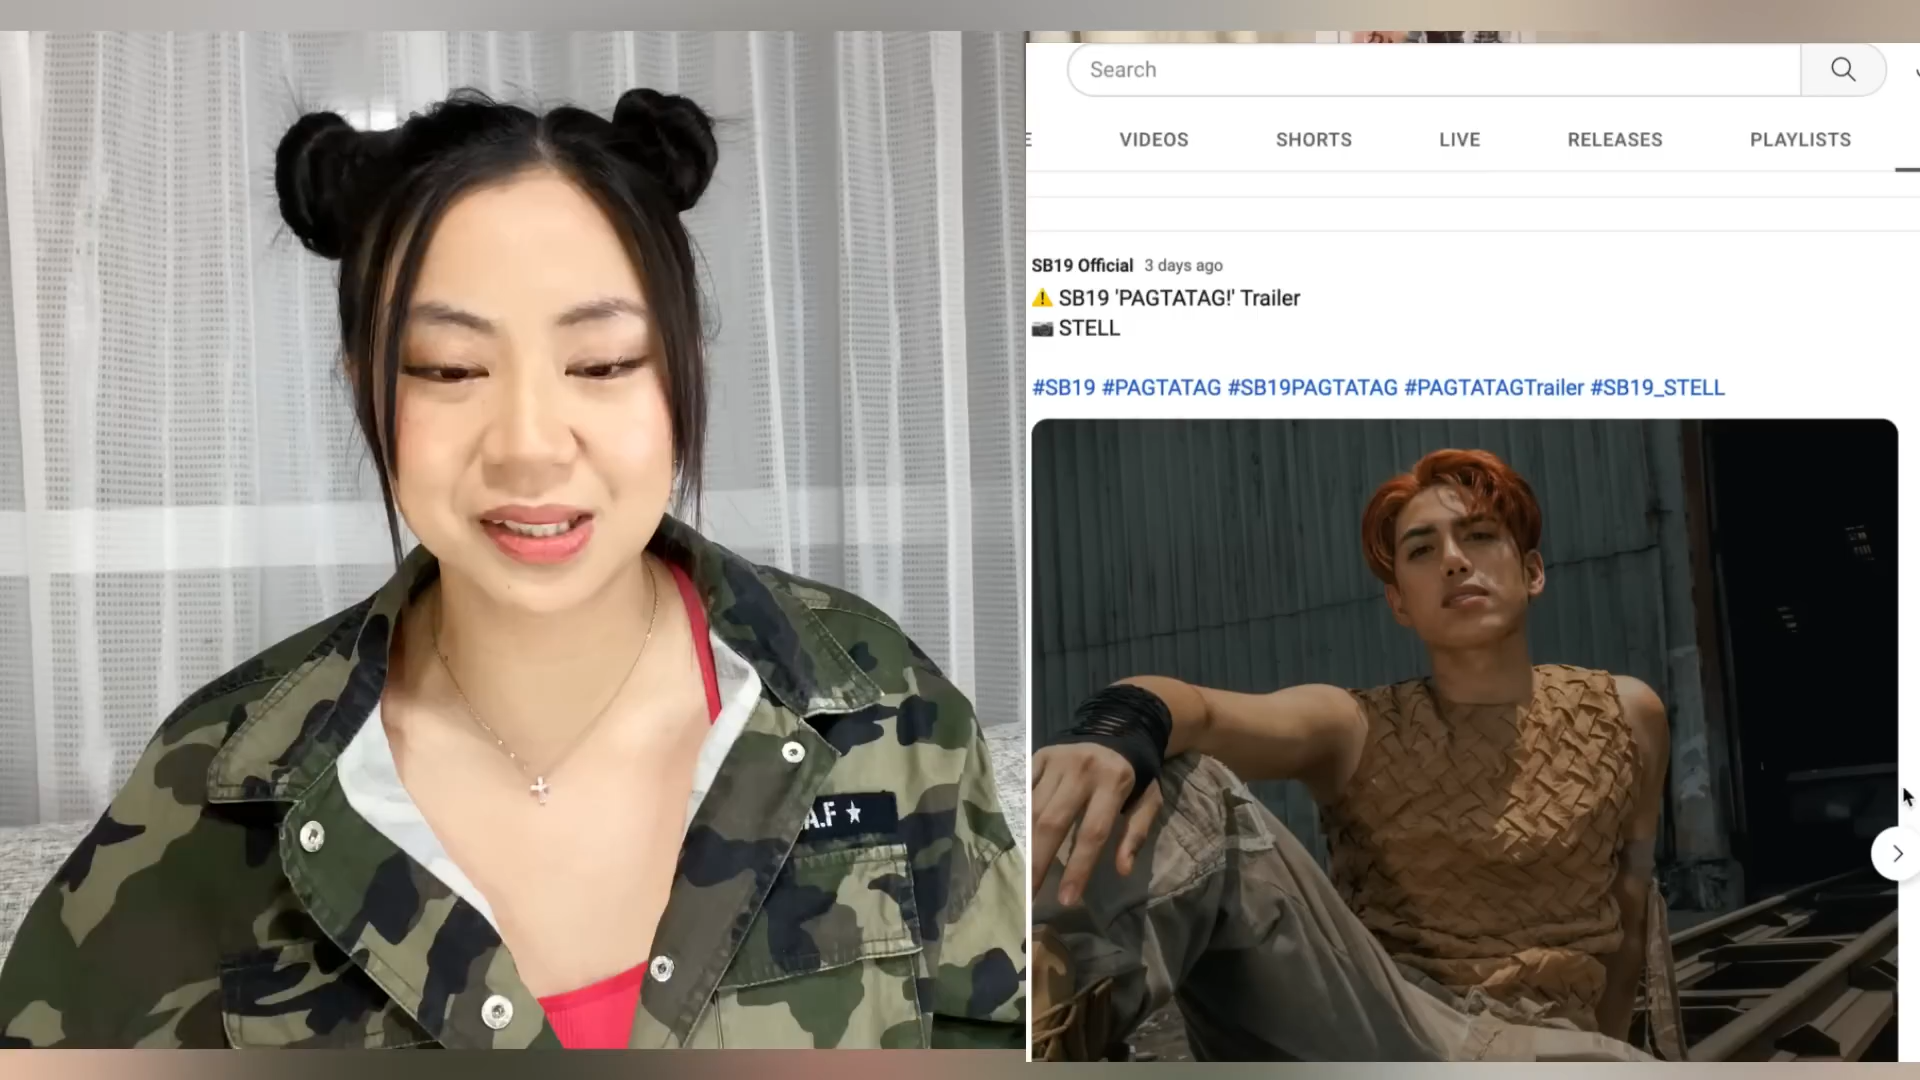 Search
VIDEOS SHORTS LIVE RELEASES PLAYLISTS
SB19 Official 3 days ago
⚠️ SB19 'PAGTATAG!' Trailer
📷 STELL
#SB19 #PAGTATAG #SB19PAGTATAG #PAGTATAGTrailer #SB19_STELL
A.F ★